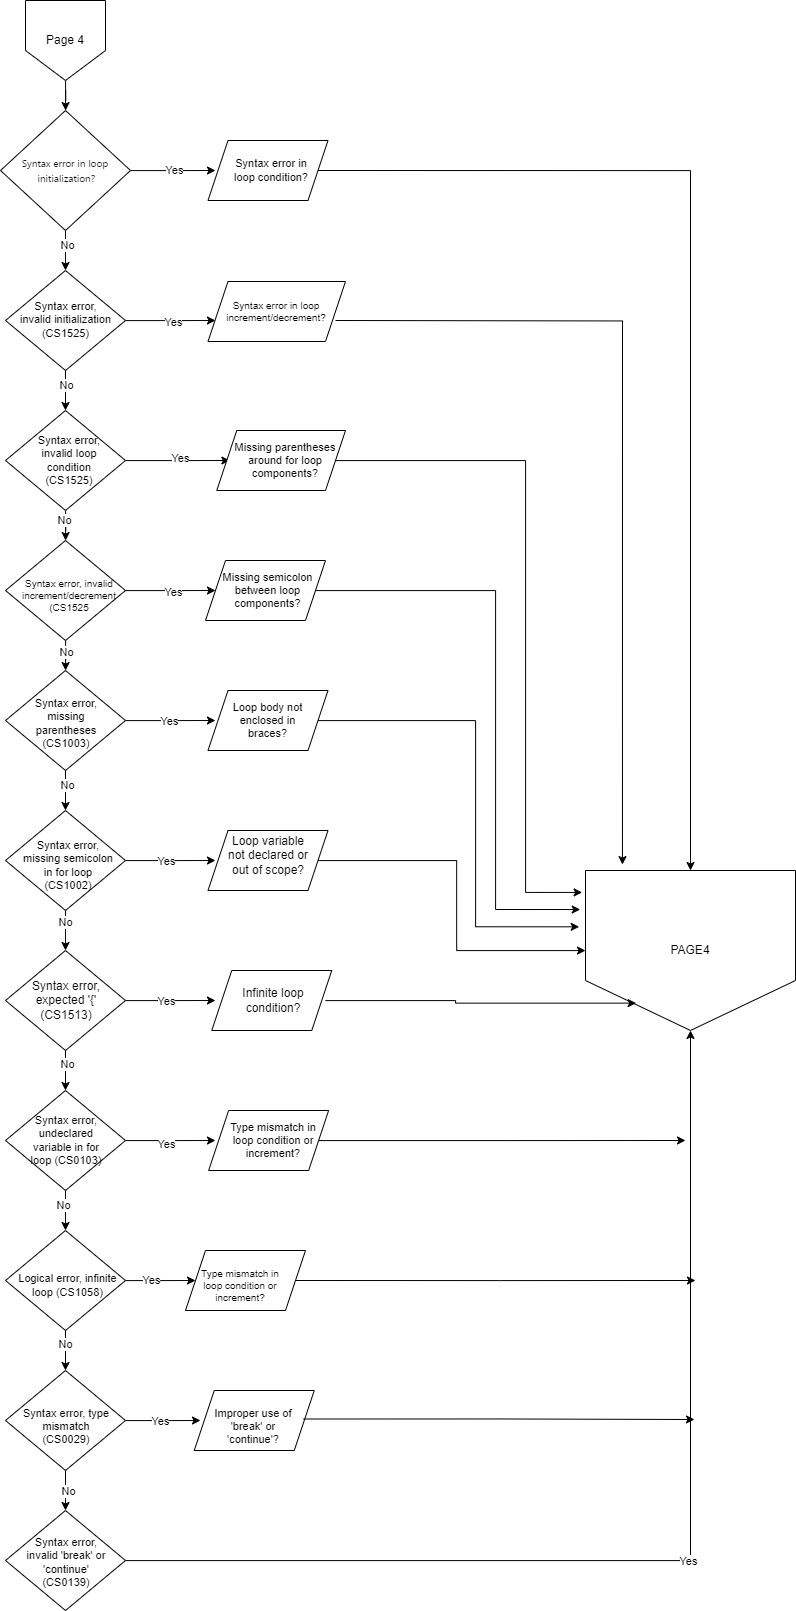 Page 4
Syntax error in loop
initialization?
Yes
Syntax error in
loop condition?
No
Syntax error,
invalid initialization
(CS1525)
Yes
Syntax error in loop
increment/decrement?
No
Syntax error,
invalid loop
condition
(CS1525)
Yes
Missing parentheses
around for loop
components?
No
Syntax error, invalid
increment/decrement
(CS1525
Yes
Missing semicolon
between loop
components?
No
Syntax error,
missing
parentheses
(CS1003)
Yes
Loop body not
enclosed in
braces?
No
Syntax error,
missing semicolon
in for loop
(CS1002)
Yes
Loop variable
not declared or
out of scope?
No
PAGE4
Syntax error,
expected '{'
(CS1513)
Yes
Infinite loop
condition?
No
Syntax error,
undeclared
variable in for
loop (CS0103)
Yes
Type mismatch in
loop condition or
increment?
No
Logical error, infinite
loop (CS1058)
Yes
Type mismatch in
loop condition or
increment?
No
Syntax error, type
mismatch
(CS0029)
Yes
Improper use of
'break' or
'continue'?
No
Syntax error,
invalid 'break' or
'continue'
(CS0139)
Yes